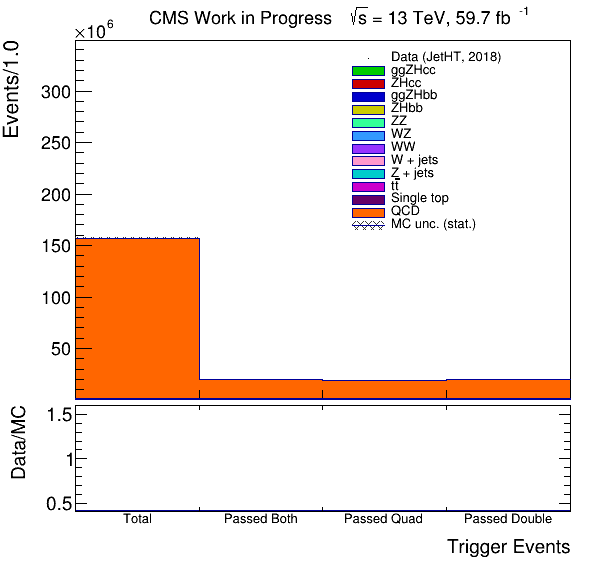 CMS Work in Progress √s = 13 TeV, 59.7 fb⁻¹
×10⁶
Events/1.0
300
250
200
150
100
50
Data (JetHT, 2018)
ggZHcc
ZHcc
ggZHbb
ZHbb
ZZ
WZ
WW
W + jets
Z + jets
tt̅
Single top
QCD
MC unc. (stat.)
Data/MC
1.5
1
0.5
Total Passed Both Passed Quad Passed Double
Trigger Events